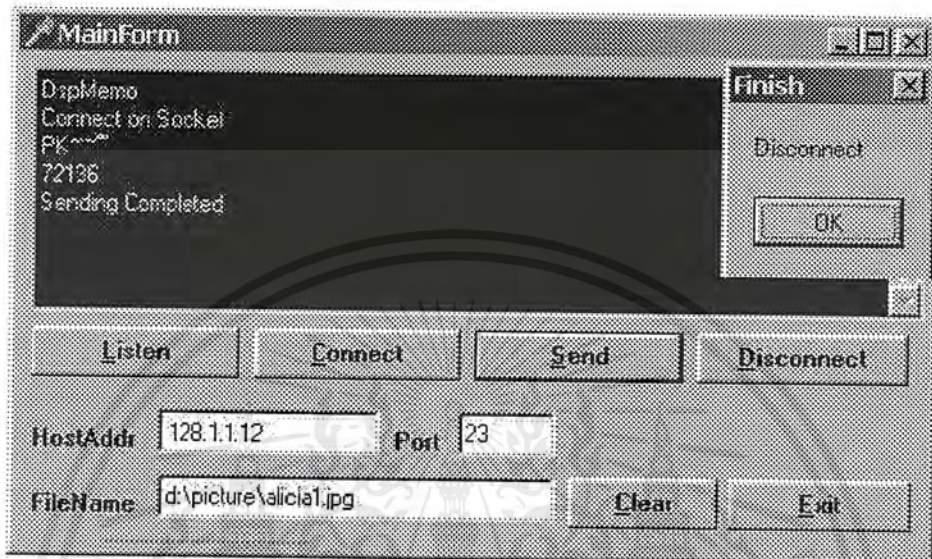 MainForm
DspMemo
Connect on Socket
72136
Sending Completed
Finish
Disconnect
OK
Listen Connect Send Disconnect
HostAddr 128.1.1.12 Port 23
FileName d:\picture\alicia1.jpg Clear Exit